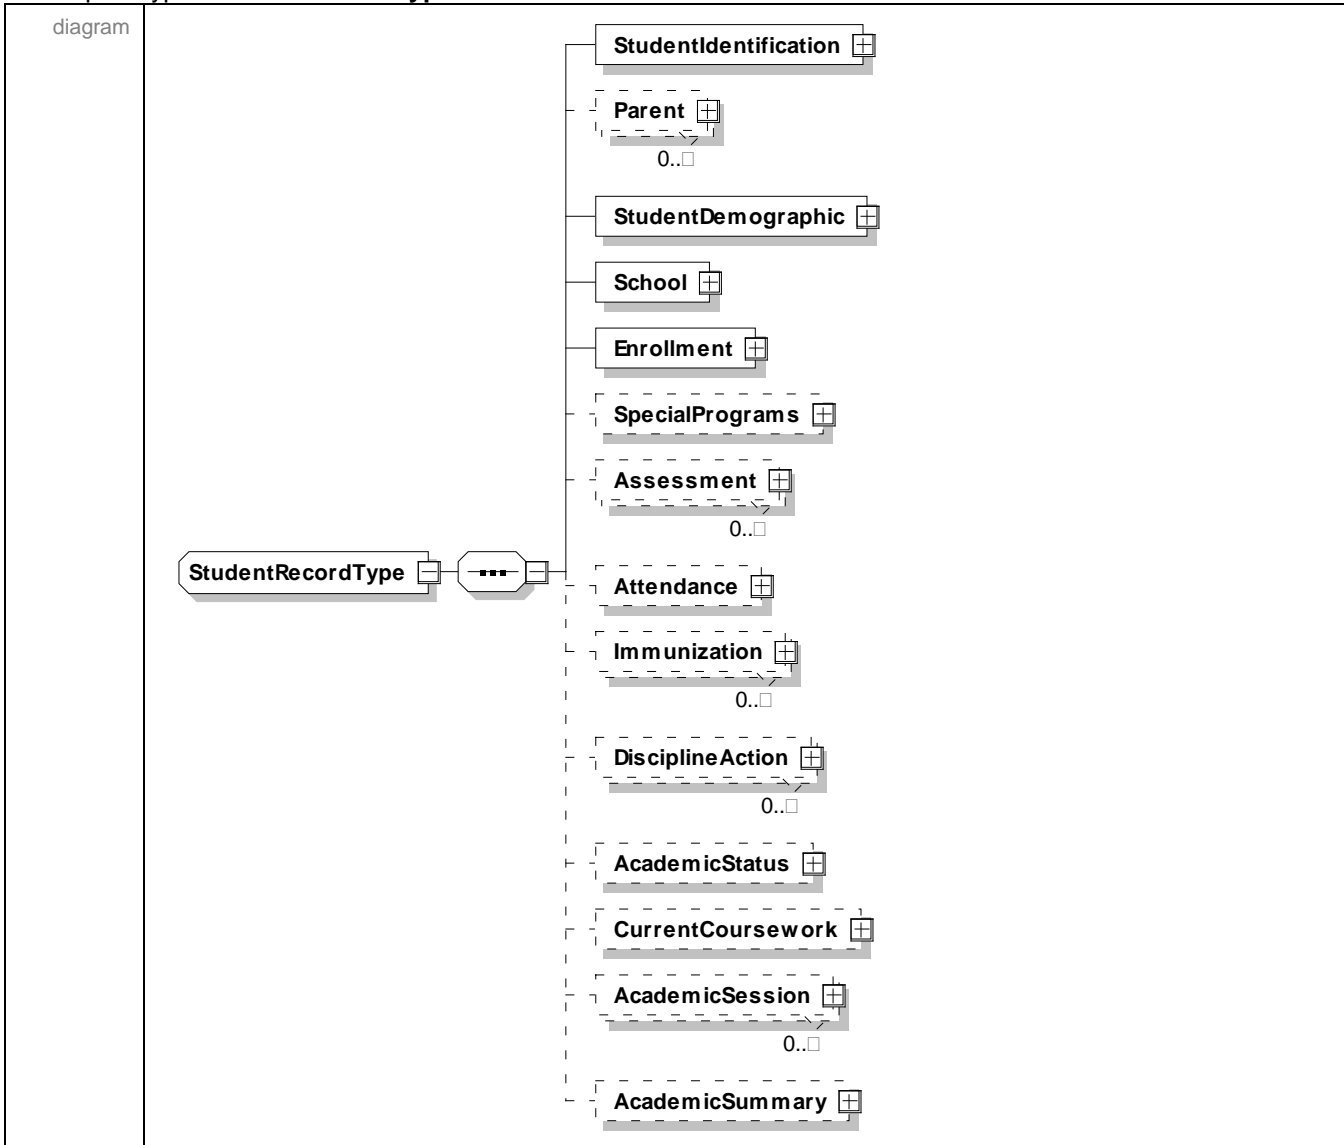 diagram
StudentIdentification
Parent
0..□
StudentDemographic
School
Enrollment
SpecialPrograms
Assessment
0..□
StudentRecordType
Attendance
Immunization
0..□
DisciplineAction
0..□
AcademicStatus
CurrentCoursework
AcademicSession
0..□
AcademicSummary